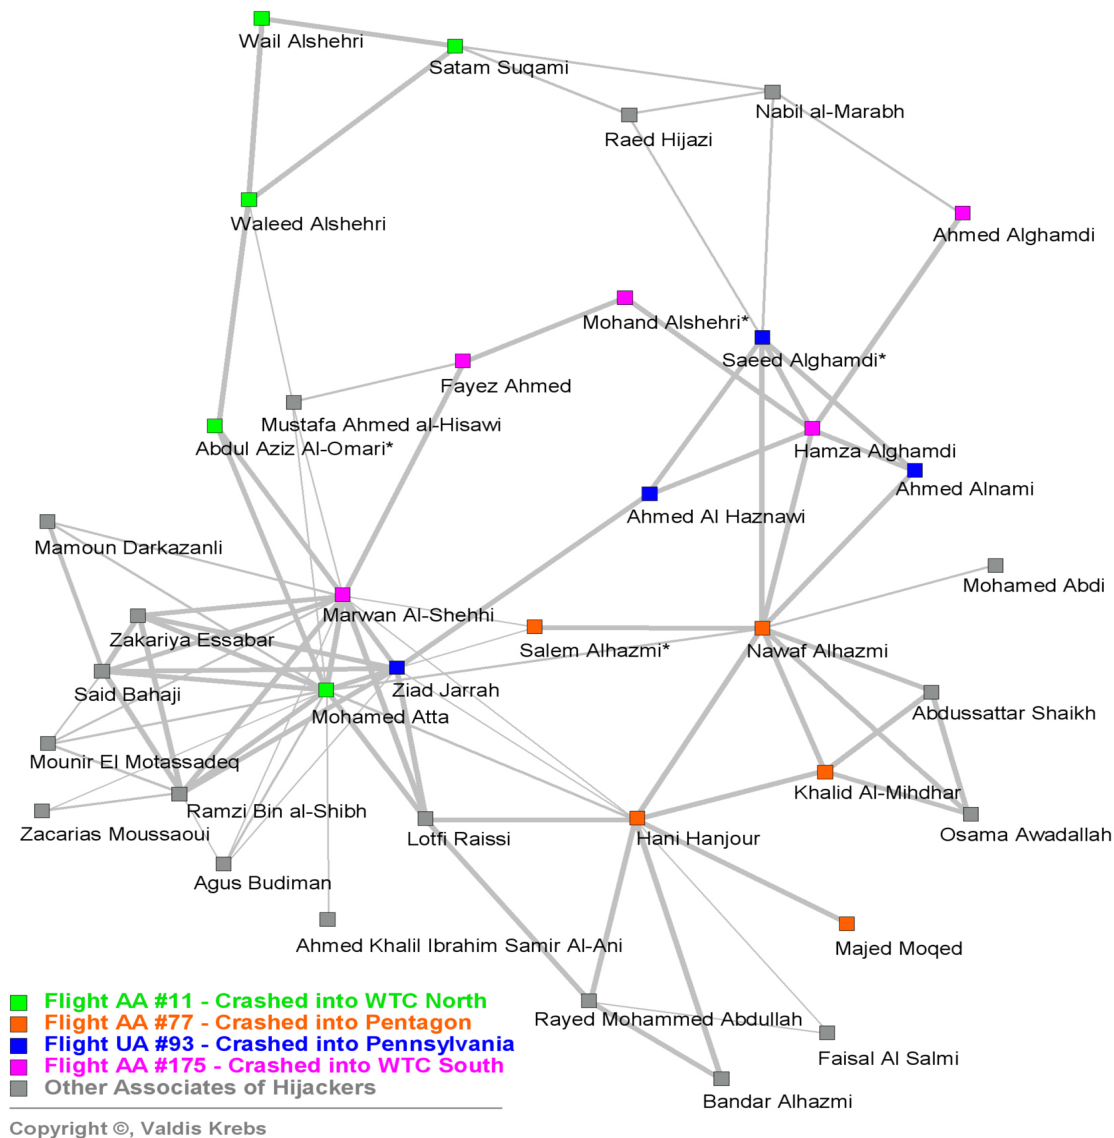 Wail Alshehri
Satam Suqami
Nabil al-Marabh
Raed Hijazi
Waleed Alshehri
Ahmed Alghamdi
Mohand Alshehri*
Saeed Alghamdi*
Fayez Ahmed
Mustafa Ahmed al-Hisawi
Abdul Aziz Al-Omari*
Hamza Alghamdi
Ahmed Alnami
Ahmed Al Haznawi
Mamoun Darkazanli
Mohamed Abdi
Marwan Al-Shehhi
Zakariya Essabar
Salem Alhazmi*
Nawaf Alhazmi
Said Bahaji
Ziad Jarrah
Abdussattar Shaikh
Mohamed Atta
Mounir El Motassadeq
Khalid Al-Mihdhar
Ramzi Bin al-Shibh
Zacarias Moussaoui
Lotfi Raissi
Hani Hanjour
Osama Awadallah
Agus Budiman
Ahmed Khalil Ibrahim Samir Al-Ani
Majed Moqed
Flight AA #11 - Crashed into WTC North
Flight AA #77 - Crashed into Pentagon
Flight UA #93 - Crashed into Pennsylvania
Flight AA #175 - Crashed into WTC South
Other Associates of Hijackers
Rayed Mohammed Abdullah
Faisal Al Salmi
Bandar Alhazmi
Copyright ©, Valdis Krebs